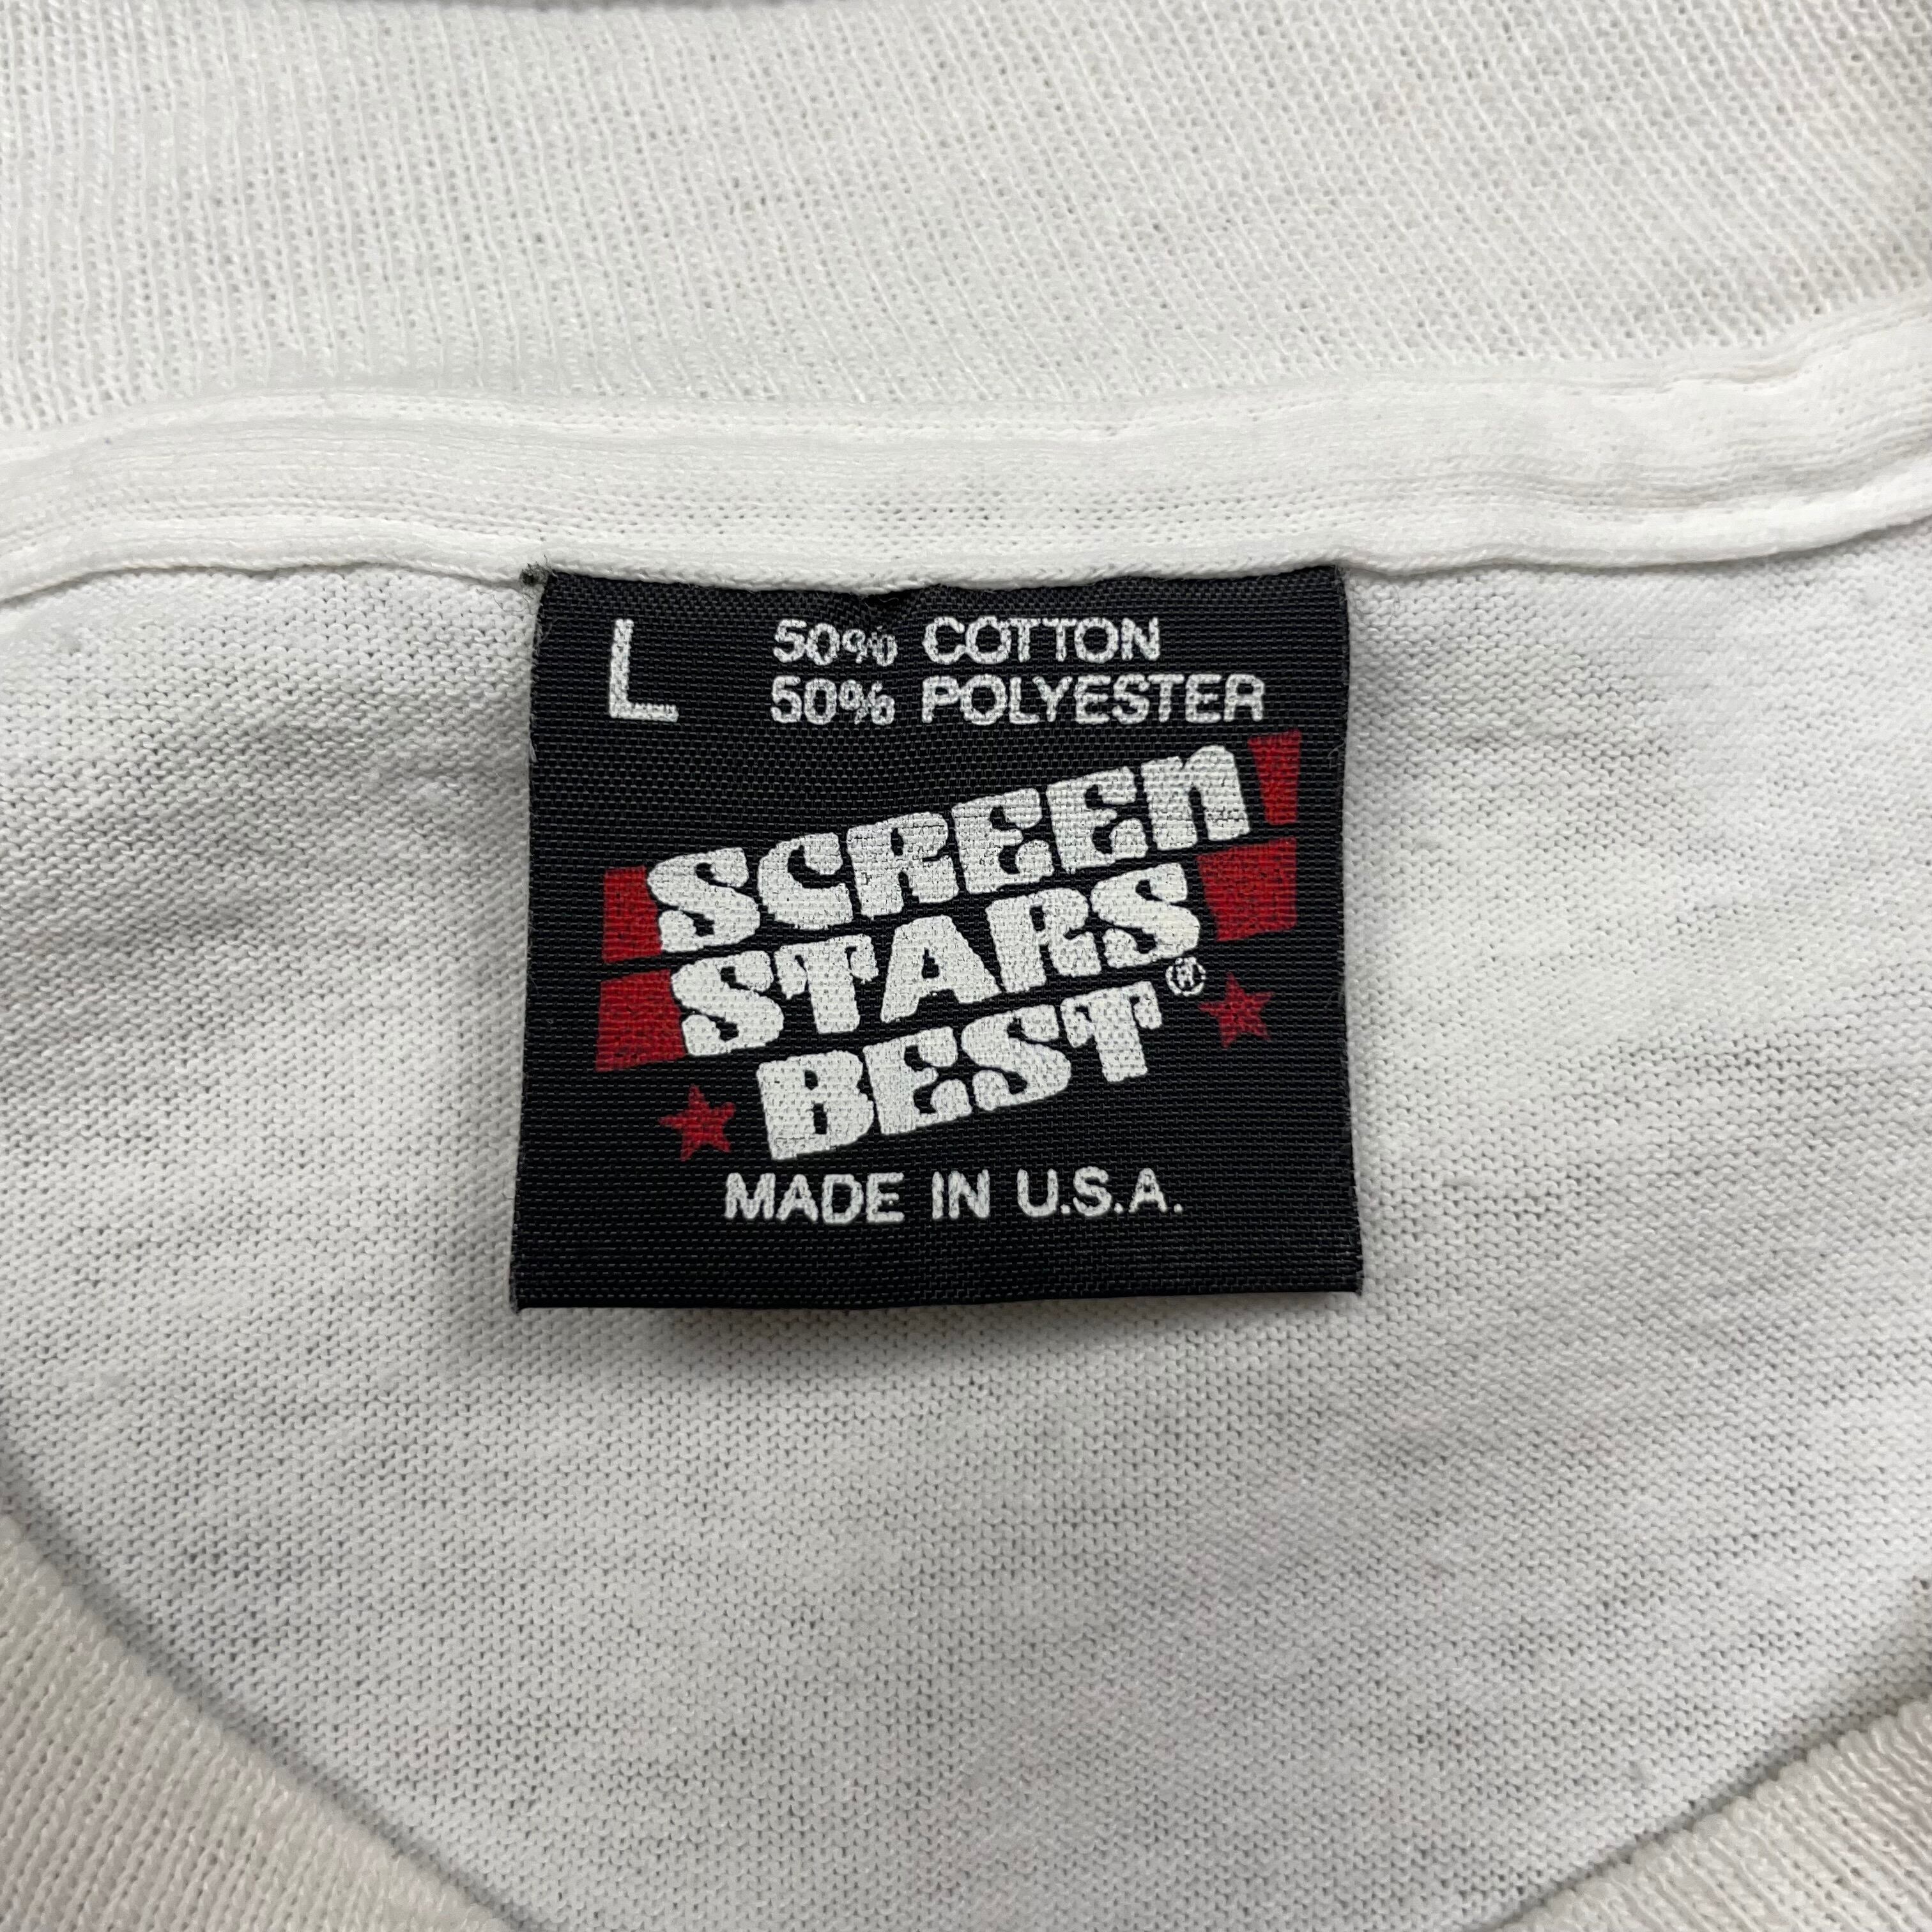 L 50% COTTON
50% POLYESTER
SCREEn
STARS
BEST®
MADE IN U.S.A.